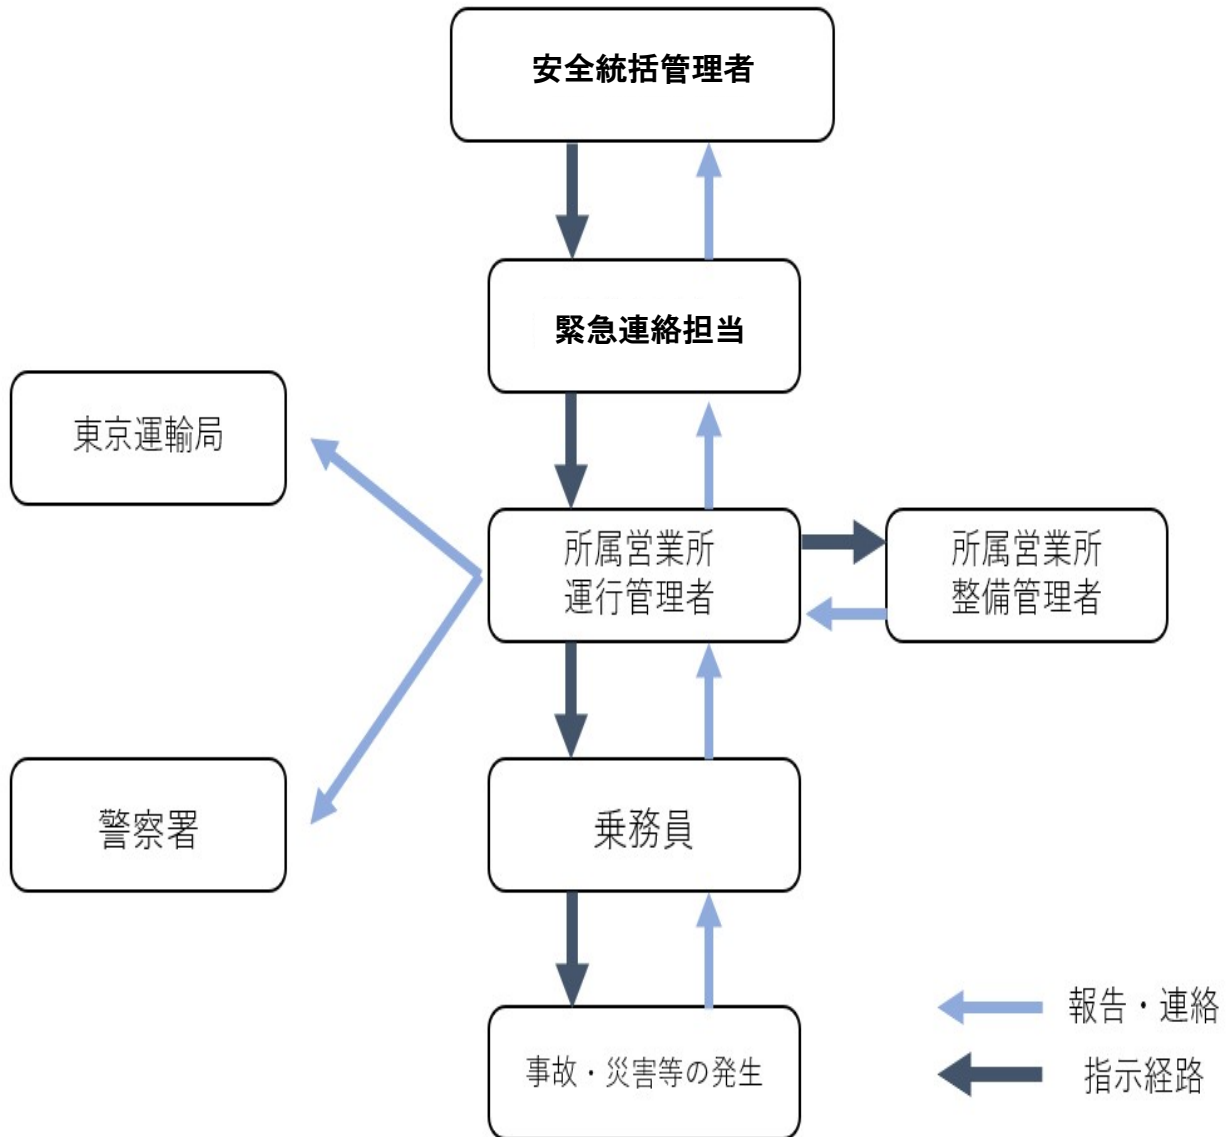 安全統括管理者
緊急連絡担当
東京運輸局
所属営業所
運行管理者
所属営業所
整備管理者
警察署
乗務員
事故・災害等の発生
報告・連絡
指示経路